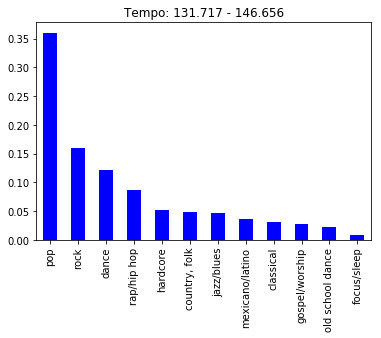 Tempo: 131.717 - 146.656
0.35
0.30
0.25
0.20
0.15
0.10
0.05
0.00
pop
rock
dance
rap/hip hop
hardcore
country, folk
jazz/blues
mexicano/latino
classical
gospel/worship
old school dance
focus/sleep